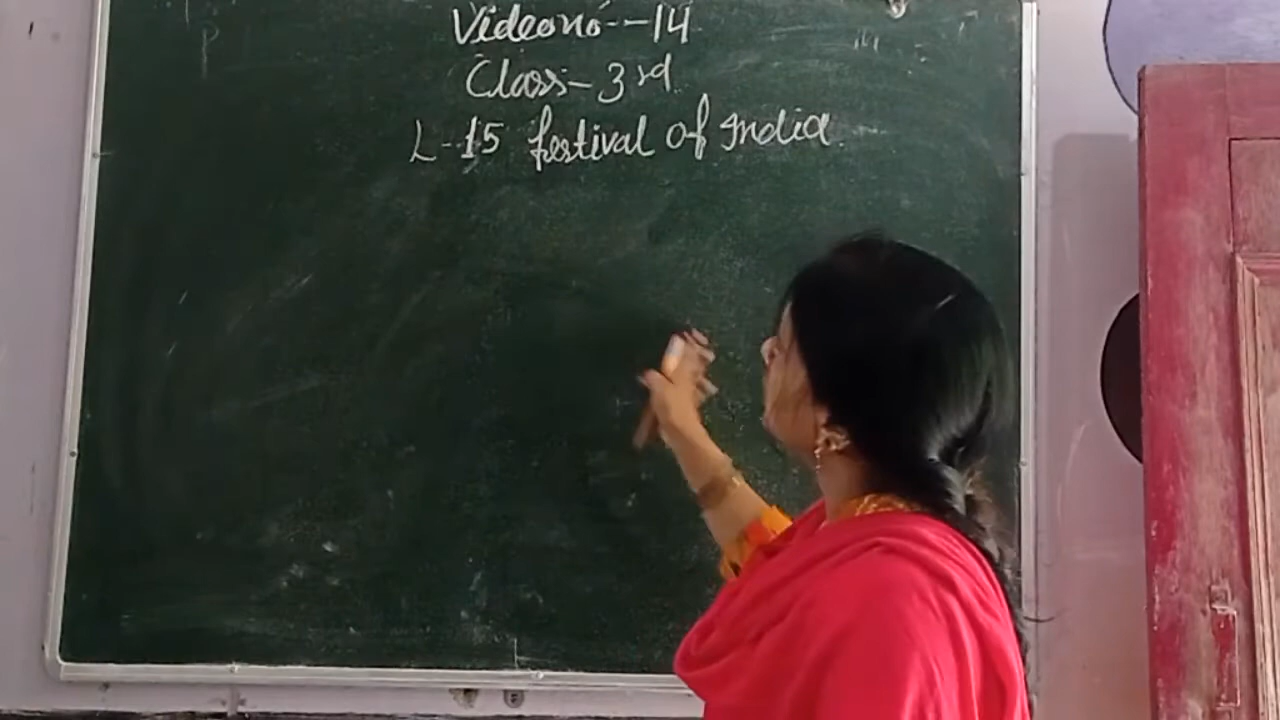 Video no - 14
Class - 3rd
L - 15 festival of India